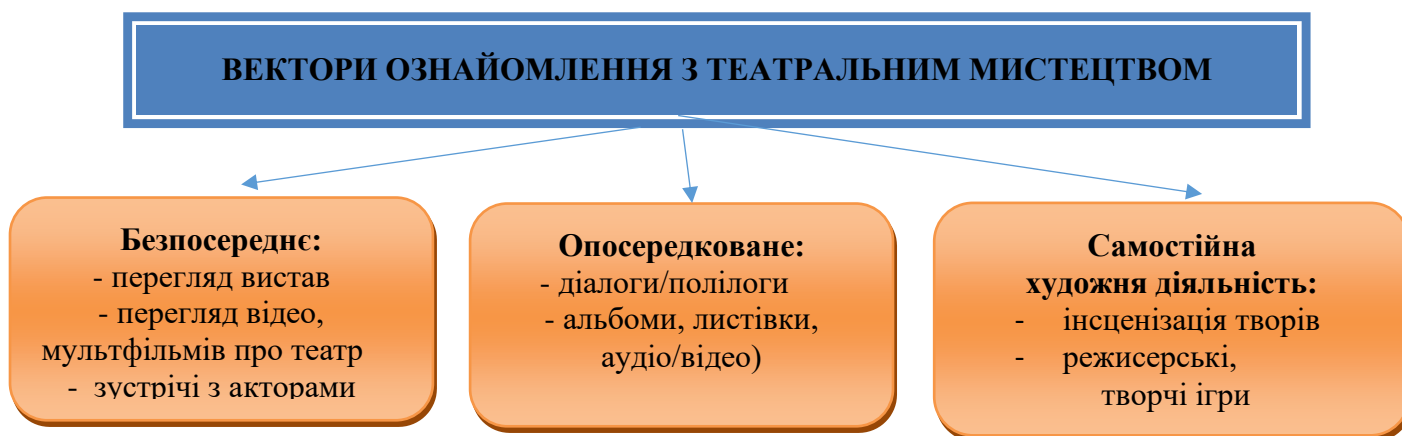 ВЕКТОРИ ОЗНАЙОМЛЕННЯ З ТЕАТРАЛЬНИМ МИСТЕЦТВОМ
Безпосереднє:
- перегляд вистав
- перегляд відео,
мультфільмів про театр
- зустрічі з акторами
Опосередковане:
- діалоги/полілоги
- альбоми, листівки,
аудіо/відео)
Самостійна
художня діяльність:
- інсценізація творів
- режисерські,
творчі ігри